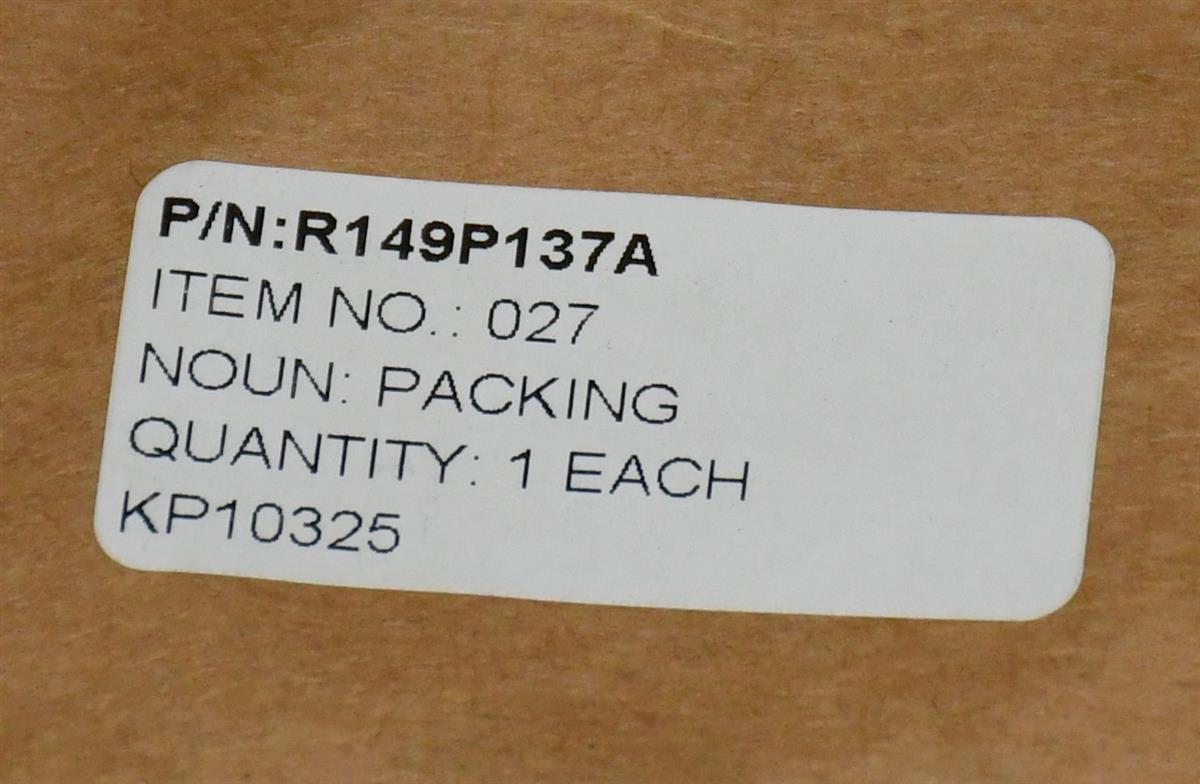 P/N:R149P137A
ITEM NO.: 027
NOUN: PACKING
QUANTITY: 1 EACH
KP10325